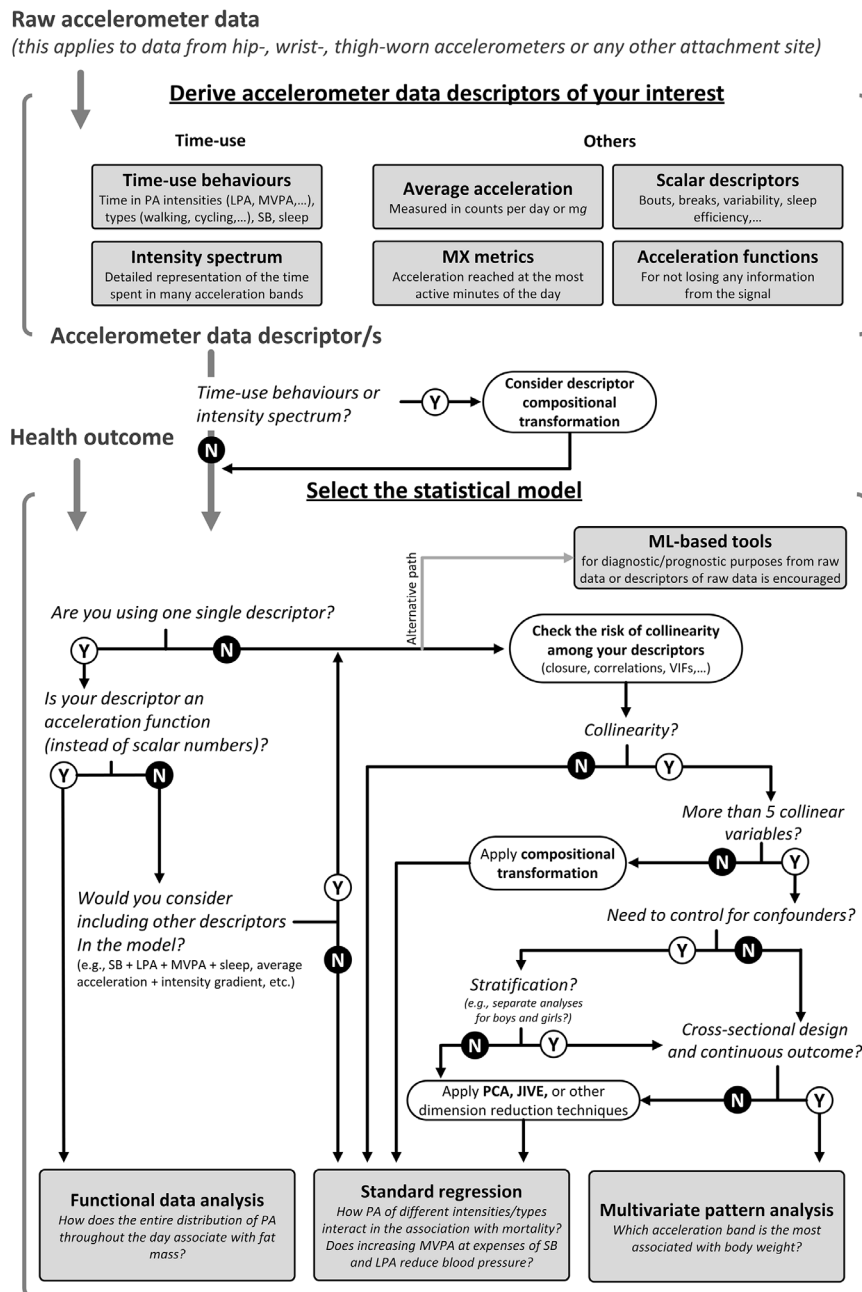 Raw accelerometer data
(this applies to data from hip-, wrist-, thigh-worn accelerometers or any other attachment site)
Derive accelerometer data descriptors of your interest
Time-use
Others
Time-use behaviours
Time in PA intensities (LPA, MVPA,...),
types (walking, cycling,...), SB, sleep
Average acceleration
Measured in counts per day or mg
Scalar descriptors
Bouts, breaks, variability, sleep
efficiency,...
Intensity spectrum
Detailed representation of the time
spent in many acceleration bands
MX metrics
Acceleration reached at the most
active minutes of the day
Acceleration functions
For not losing any information
from the signal
Accelerometer data descriptor/s
Time-use behaviours or
intensity spectrum?
Y
Consider descriptor
compositional
transformation
Health outcome
N
Select the statistical model
ML-based tools
for diagnostic/prognostic purposes from raw
data or descriptors of raw data is encouraged
Alternative path
Are you using one single descriptor?
Y
N
Check the risk of collinearity
among your descriptors
(closure, correlations, VIFs,...)
Is your descriptor an
acceleration function
(instead of scalar numbers)?
Y
N
Collinearity?
N
Y
More than 5 collinear
variables?
N
Y
Apply compositional
transformation
Would you consider
including other descriptors
In the model?
(e.g., SB + LPA + MVPA + sleep, average
acceleration + intensity gradient, etc.)
Y
N
Need to control for confounders?
Y
N
Stratification?
(e.g., separate analyses
for boys and girls?)
N
Y
Cross-sectional design
and continuous outcome?
N
Y
Apply PCA, JIVE, or other
dimension reduction techniques
Functional data analysis
How does the entire distribution of PA
throughout the day associate with fat
mass?
Standard regression
How PA of different intensities/types
interact in the association with mortality?
Does increasing MVPA at expenses of SB
and LPA reduce blood pressure?
Multivariate pattern analysis
Which acceleration band is the most
associated with body weight?